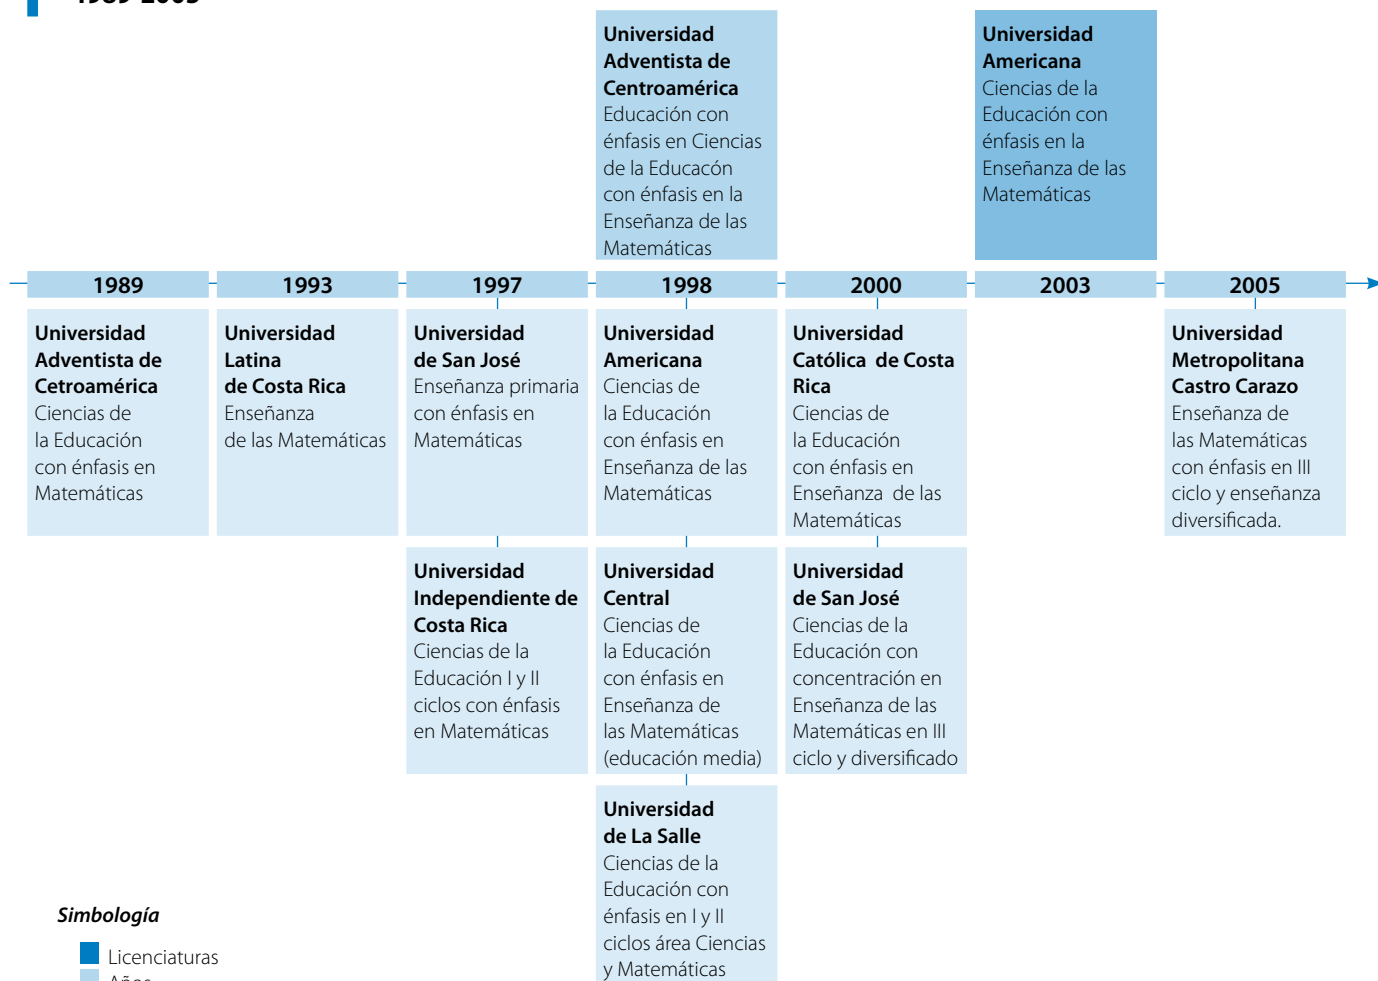 1989-2005
Universidad
Adventista de
Centroamérica
Educación con
énfasis en Ciencias
de la Educacón
con énfasis en la
Enseñanza de las
Matemáticas
Universidad
Americana
Ciencias de la
Educación con
énfasis en la
Enseñanza de las
Matemáticas
1989
1993
1997
1998
2000
2003
2005
Universidad
Adventista de
Cetroamérica
Ciencias de
la Educación
con énfasis en
Matemáticas
Universidad
Latina
de Costa Rica
Enseñanza
de las Matemáticas
Universidad
de San José
Enseñanza primaria
con énfasis en
Matemáticas
Universidad
Americana
Ciencias de
la Educación
con énfasis en
Enseñanza de las
Matemáticas
Universidad
Católica de Costa
Rica
Ciencias de
la Educación
con énfasis en
Enseñanza de las
Matemáticas
Universidad
Metropolitana
Castro Carazo
Enseñanza de
las Matemáticas
con énfasis en III
ciclo y enseñanza
diversificada.
Universidad
Independiente de
Costa Rica
Ciencias de la
Educación I y II
ciclos con énfasis
en Matemáticas
Universidad
Central
Ciencias de
la Educación
con énfasis en
Enseñanza de
las Matemáticas
(educación media)
Universidad
de San José
Ciencias de la
Educación con
concentración en
Enseñanza de las
Matemáticas en III
ciclo y diversificado
Universidad
de La Salle
Ciencias de la
Educación con
énfasis en I y II
ciclos área Ciencias
y Matemáticas
Simbología
Licenciaturas
Años